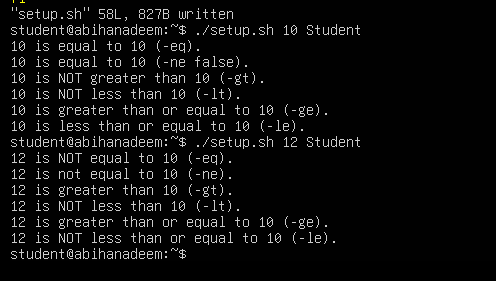 fi
"setup.sh" 58L, 827B written
student@abihanadeem:~$ ./setup.sh 10 Student
10 is equal to 10 (-eq).
10 is equal to 10 (-ne false).
10 is NOT greater than 10 (-gt).
10 is NOT less than 10 (-lt).
10 is greater than or equal to 10 (-ge).
10 is less than or equal to 10 (-le).
student@abihanadeem:~$ ./setup.sh 12 Student
12 is NOT equal to 10 (-eq).
12 is not equal to 10 (-ne).
12 is greater than 10 (-gt).
12 is NOT less than 10 (-lt).
12 is greater than or equal to 10 (-ge).
12 is NOT less than or equal to 10 (-le).
student@abihanadeem:~$